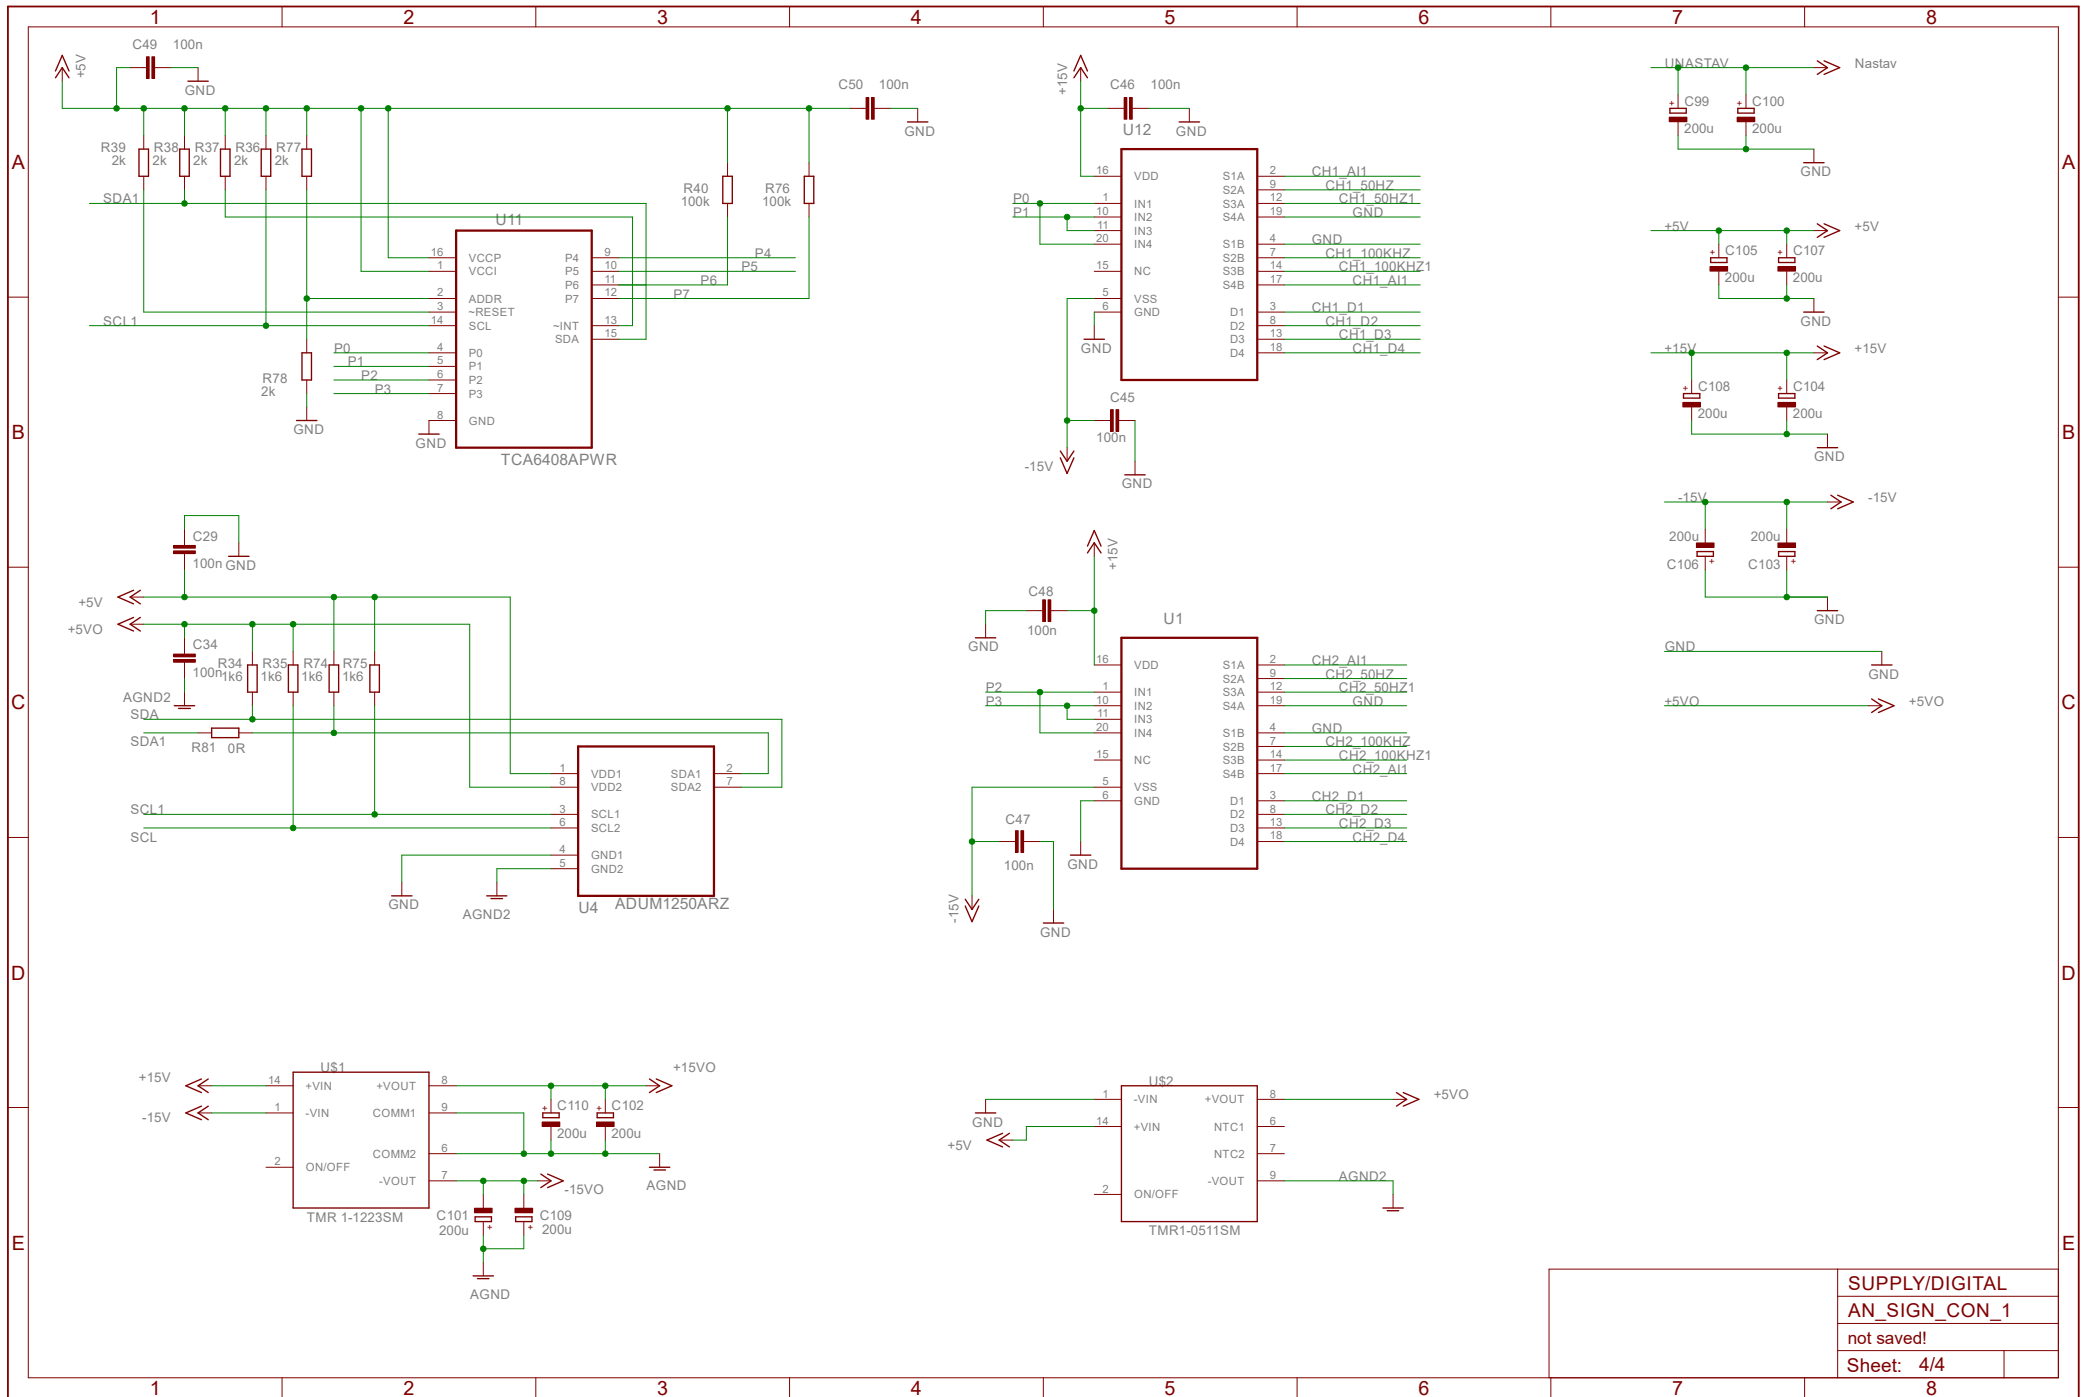 1 2 3 4 5 6 7 8
A
B
C
D
E
A
B
C
D
E
+5V
C49 100n
GND
C50 100n
GND
R39 R38 R37 R36 R77
2k 2k 2k 2k 2k
R40
100k
R76
100k
SDA1
SCL1
U11
16 VCCP
1 VCCI
2 ADDR
3 ~RESET
14 SCL
4 P0
5 P1
6 P2
7 P3
8 GND
P4 9
P5 10
P6 11
P7 12
~INT 13
SDA 15
P4
P5
P6
P7
P0
P1
P2
P3
R78
2k
GND
GND
TCA6408APWR
+15V
C46 100n
GND
U12
P0
P1
16 VDD
1 IN1
10 IN2
11 IN3
20 IN4
15 NC
5 VSS
6 GND
S1A 2 CH1_AI1
S2A 9 CH1_50HZ
S3A 12 CH1_50HZ1
S4A 19 GND
S1B 4 GND
S2B 7 CH1_100KHZ
S3B 14 CH1_100KHZ1
S4B 17 CH1_AI1
D1 3 CH1_D1
D2 8 CH1_D2
D3 13 CH1_D3
D4 18 CH1_D4
GND
C45
100n
-15V
GND
UNASTAV Nastav
C99 C100
200u 200u
GND
+5V +5V
C105 C107
200u 200u
GND
+15V +15V
C108 C104
200u 200u
GND
-15V -15V
200u 200u
C106 C103
GND
GND
GND
+5VO +5VO
C29
100n GND
+5V
+5VO
C34
100n
AGND2
R34 R35 R74 R75
1k6 1k6 1k6 1k6
SDA
SDA1
R81 0R
SCL1
SCL
1 VDD1
8 VDD2
3 SCL1
6 SCL2
4 GND1
5 GND2
SDA1 2
SDA2 7
GND
AGND2
U4 ADUM1250ARZ
+15V
C48
100n
GND
U1
P2
P3
16 VDD
1 IN1
10 IN2
11 IN3
20 IN4
15 NC
5 VSS
6 GND
S1A 2 CH2_AI1
S2A 9 CH2_50HZ
S3A 12 CH2_50HZ1
S4A 19 GND
S1B 4 GND
S2B 7 CH2_100KHZ
S3B 14 CH2_100KHZ1
S4B 17 CH2_AI1
D1 3 CH2_D1
D2 8 CH2_D2
D3 13 CH2_D3
D4 18 CH2_D4
C47
100n
GND
-15V
GND
U$1
+15V
-15V
14 +VIN
1 -VIN
2 ON/OFF
+VOUT 8
COMM1 9
COMM2 6
-VOUT 7
TMR 1-1223SM
+15VO
C110 C102
200u 200u
AGND
-15VO
C101 C109
200u 200u
AGND
U$2
GND
+5V
1 -VIN
14 +VIN
2 ON/OFF
+VOUT 8
NTC1 6
NTC2 7
-VOUT 9
+5VO
AGND2
TMR1-0511SM
SUPPLY/DIGITAL
AN_SIGN_CON_1
not saved!
Sheet: 4/4
1 2 3 4 5 6 7 8